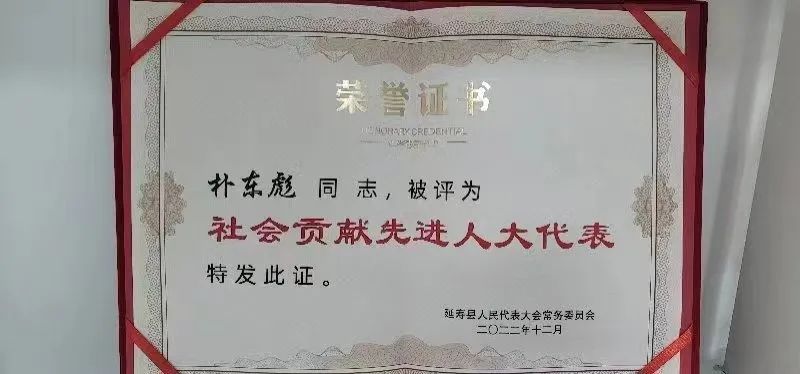 荣誉证书
HONORARY CREDENTIAL
朴东彪 同志，被评为
社会贡献先进人大代表
特发此证。
延寿县人民代表大会常务委员会
二〇二二年十二月